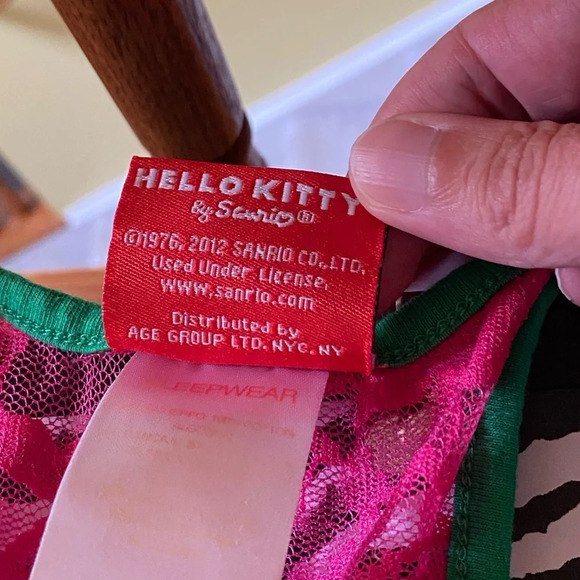 HELLO KITTY
By Sanrio ®
©1976, 2012 SANRIO CO., LTD.
Used Under License.
www.sanrio.com
Distributed by
AGE GROUP LTD. NYC. NY
SLEEPWEAR